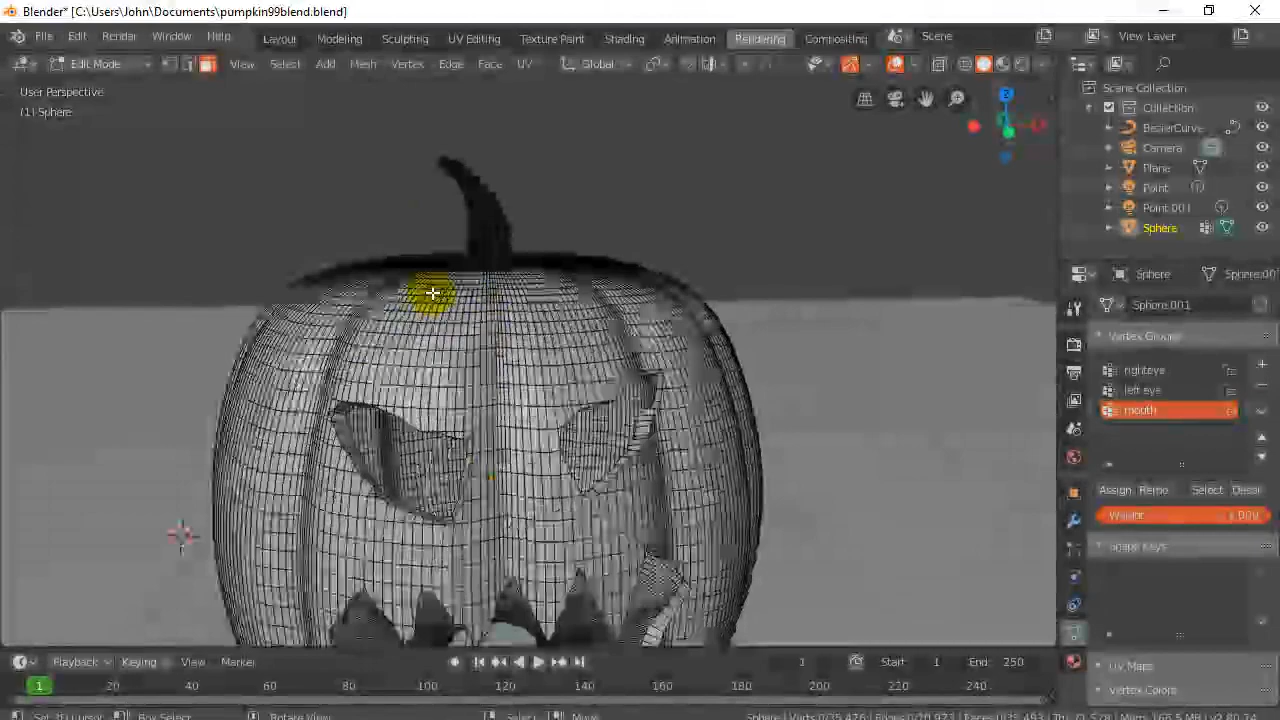 Blender* [C:\Users\John\Documents\pumpkin99blend.blend]
File Edit Render Window Help Layout Modeling Sculpting UV Editing Texture Paint Shading Animation Rendering Compositing Scene View Layer
Edit Mode View Select Add Mesh Vertex Edge Face UV Global
User Perspective
(1) Sphere
Scene Collection
Collection
BezierCurve
Camera
Plane
Point
Point.001
Sphere
Sphere
Sphere.001
Vertex Groups
righteye
left eye
mouth
Assign Remo Select Desel
Weight 1.000
Shape Keys
UV Maps
Vertex Colors
Playback Keying View Marker 1 Start: 1 End: 250
1 20 40 60 80 100 120 140 160 180 200 220 240
Box Select Rotate View Select Move